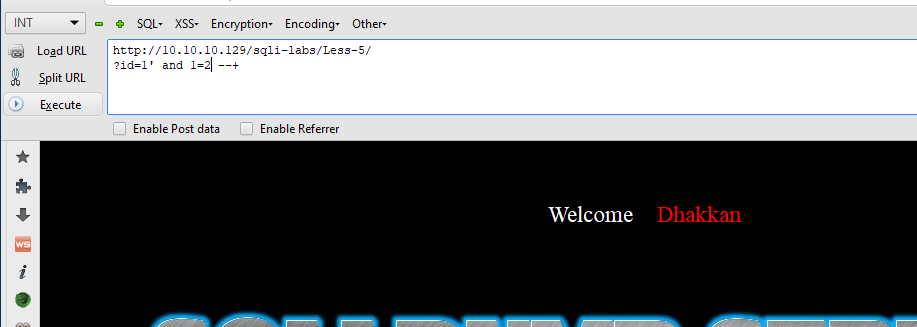 INT SQL- XSS- Encryption- Encoding- Other-
Load URL
Split URL
Execute
http://10.10.10.129/sqli-labs/Less-5/
?id=1' and 1=2 --+
Enable Post data Enable Referrer
Welcome Dhakkan
WS
i